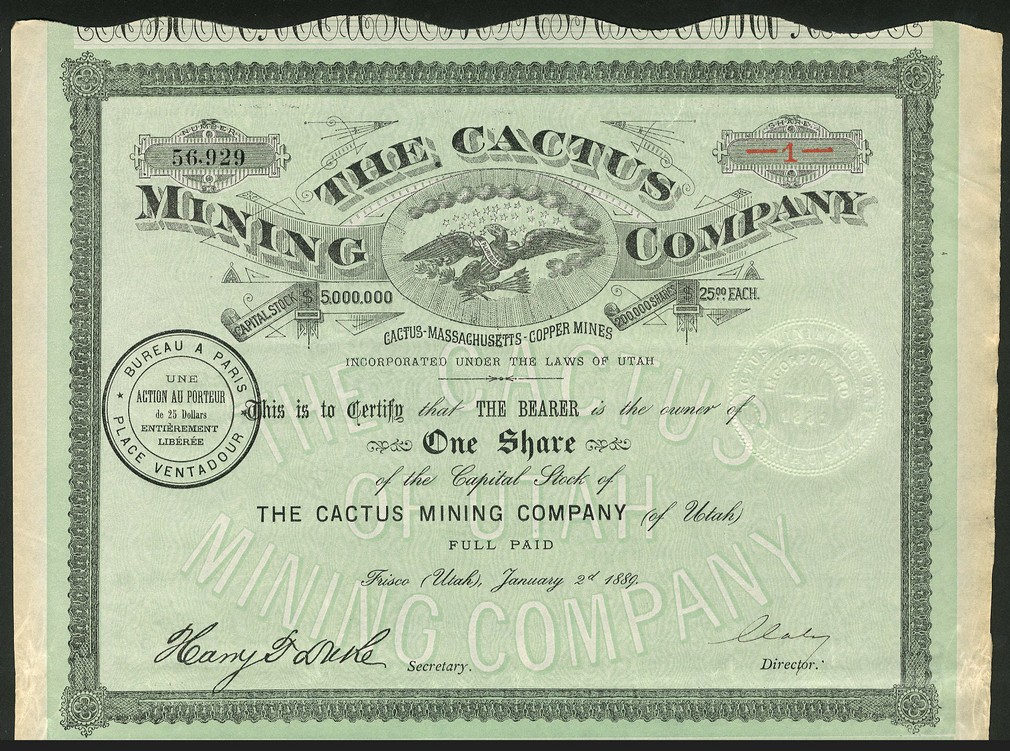 NUMBER
56.929
SHARE
1
THE CACTUS
MINING COMPANY
CAPITAL STOCK $ 5.000.000
200.000 SHARES $ 25.00 EACH.
CACTUS-MASSACHUSETTS-COPPER MINES
INCORPORATED UNDER THE LAWS OF UTAH
BUREAU A PARIS
UNE
ACTION AU PORTEUR
de 25 Dollars
ENTIÈREMENT
LIBÉRÉE
PLACE VENTADOUR
This is to Certify that THE BEARER is the owner of
One Share
of the Capital Stock of
THE CACTUS MINING COMPANY (of Utah)
FULL PAID
Frisco (Utah), January 2d 1889.
Harry F Duke
Secretary.
Director.
THE CACTUS
OF UTAH
MINING COMPANY